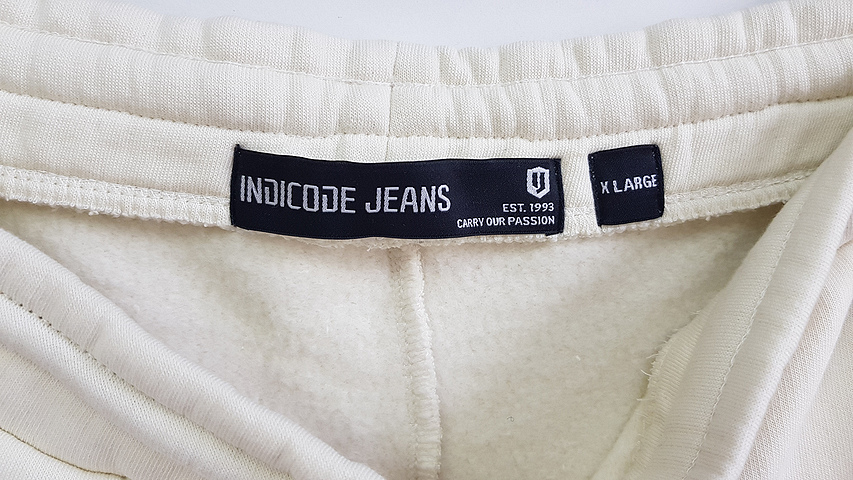 INDICODE JEANS
EST. 1993
CARRY OUR PASSION
X LARGE